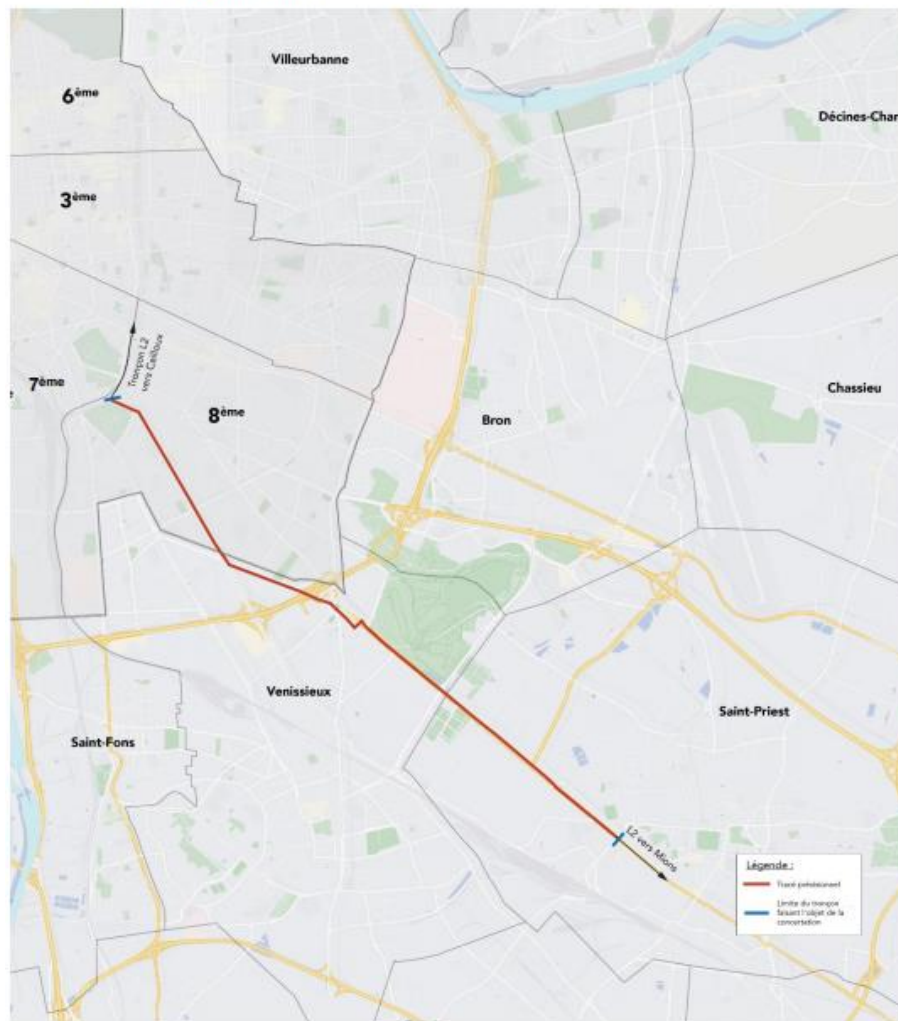 Villeurbanne
6ème
Décines-Char
3ème
Tronçon L2
vers Cailloux
7ème
e
8ème
Chassieu
Bron
Venissieux
Saint-Priest
Saint-Fons
L2 vers Mions
Légende :
Tracé prévisionnel
Limite du tronçon
faisant l'objet de la
concertation